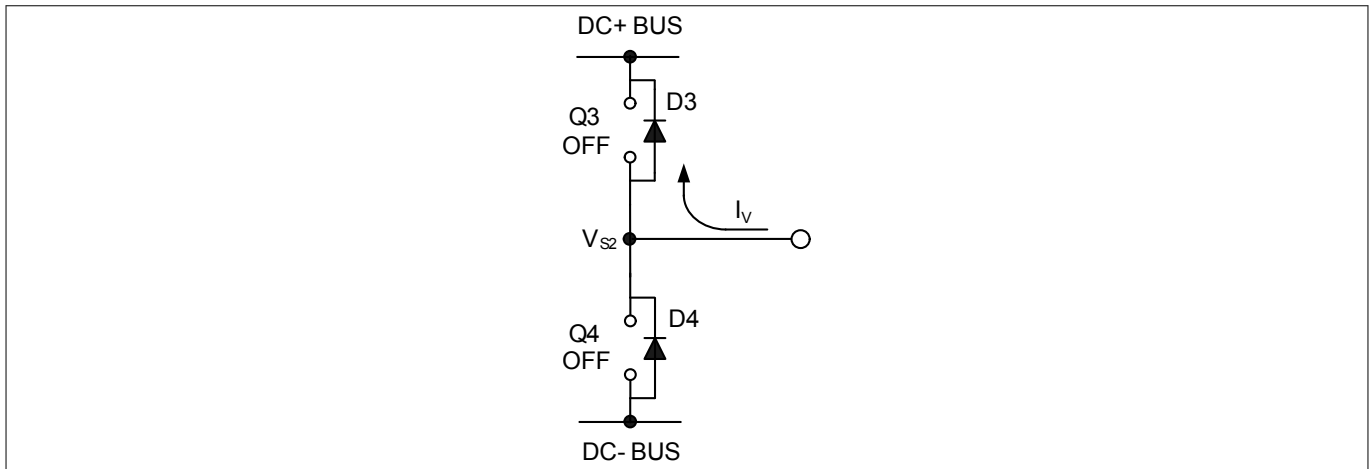 DC+ BUS
D3
Q3
OFF
I_V
V_S2
D4
Q4
OFF
DC- BUS